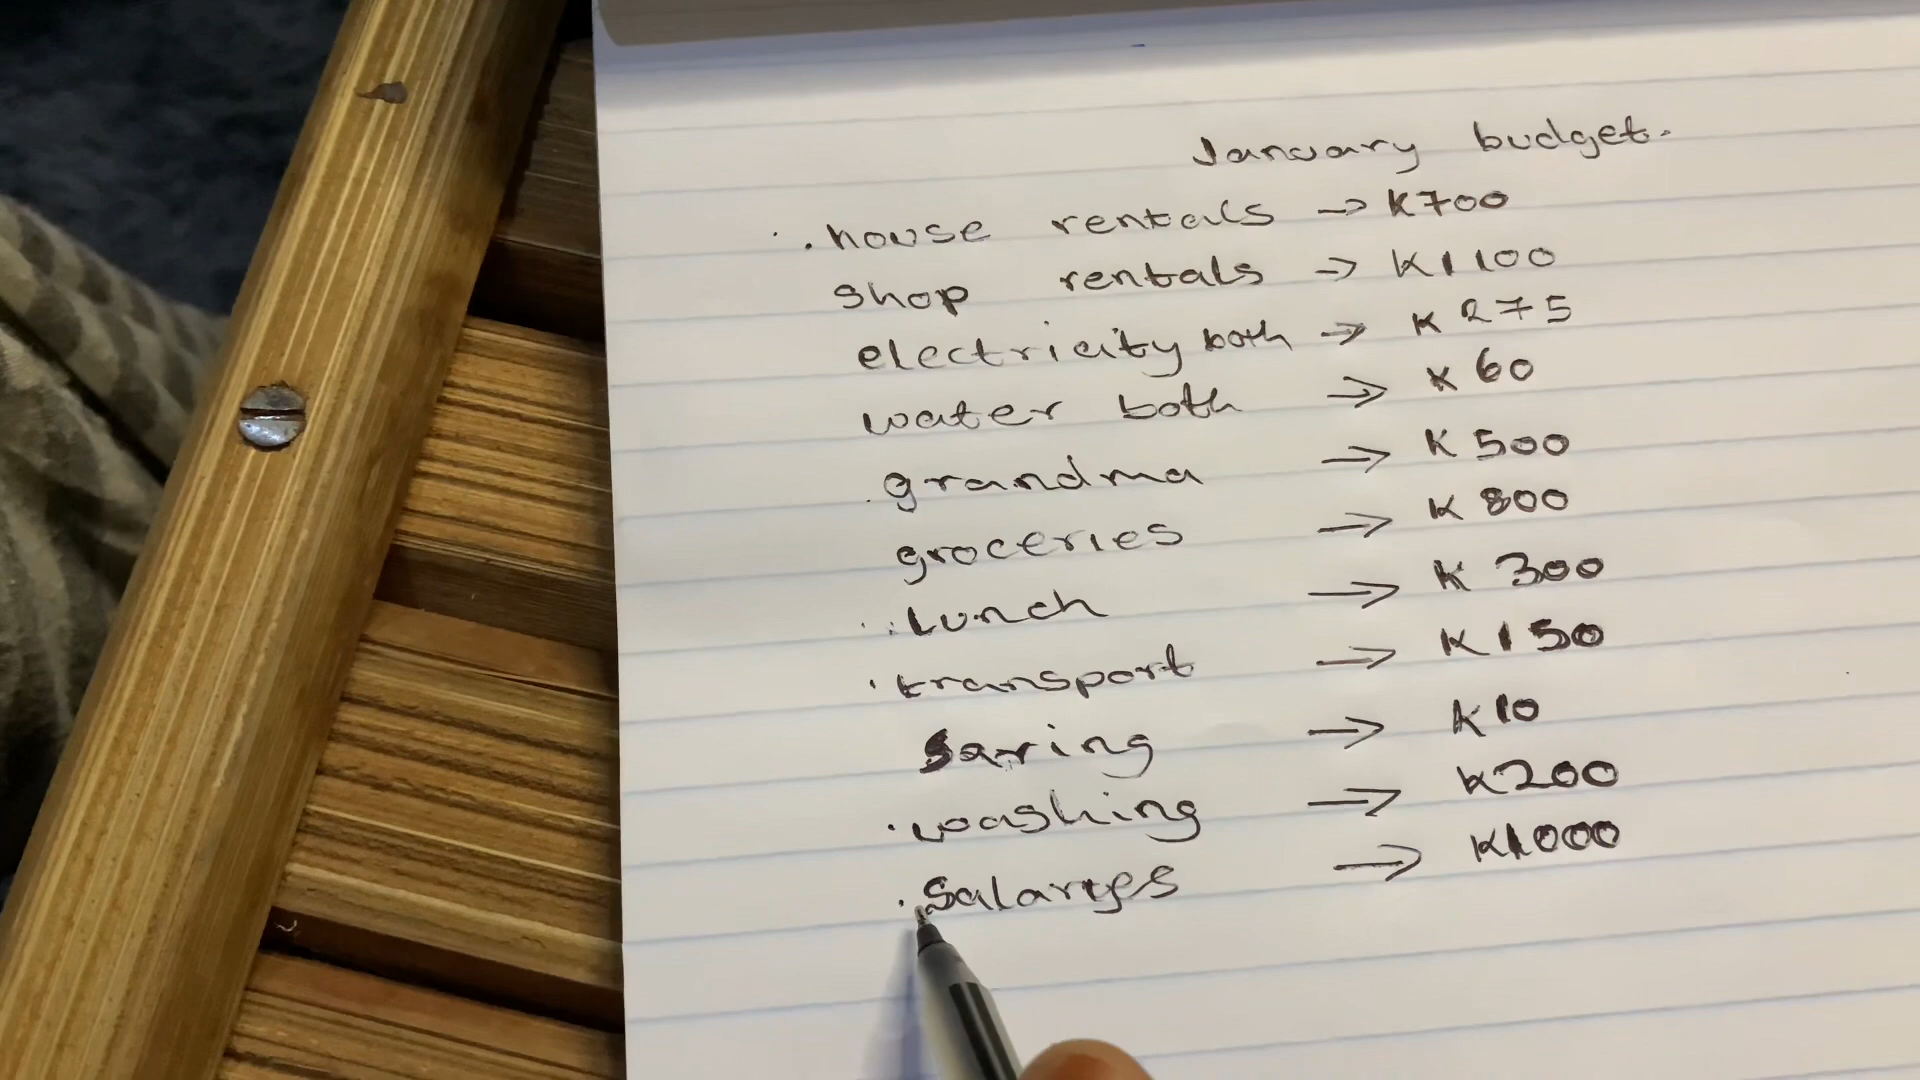 January budget.
house rentals → K700
shop rentals → K1100
electricity both → K275
water both → K60
grandma → K500
groceries → K800
lunch → K300
transport → K150
saving → K10
washing → K200
salaryes → K1000